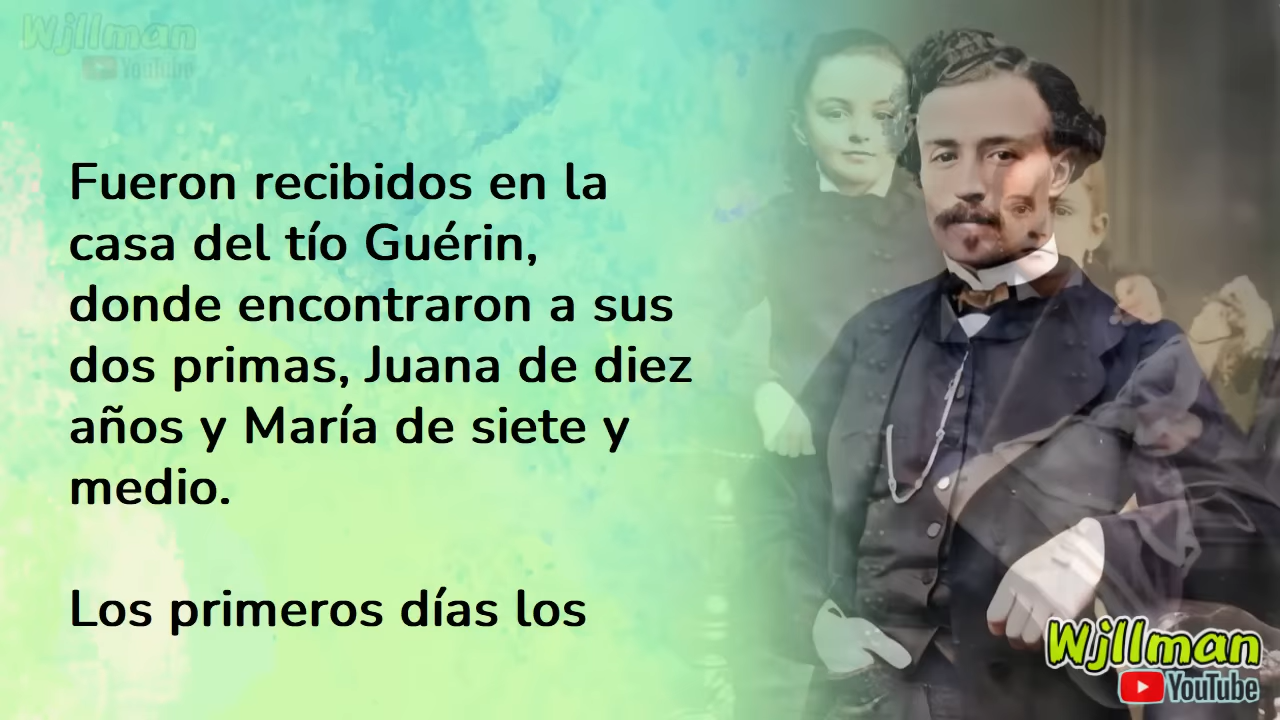 Wjllman
YouTube
Fueron recibidos en la
casa del tío Guérin,
donde encontraron a sus
dos primas, Juana de diez
años y María de siete y
medio.
Los primeros días los
Wjllman
YouTube